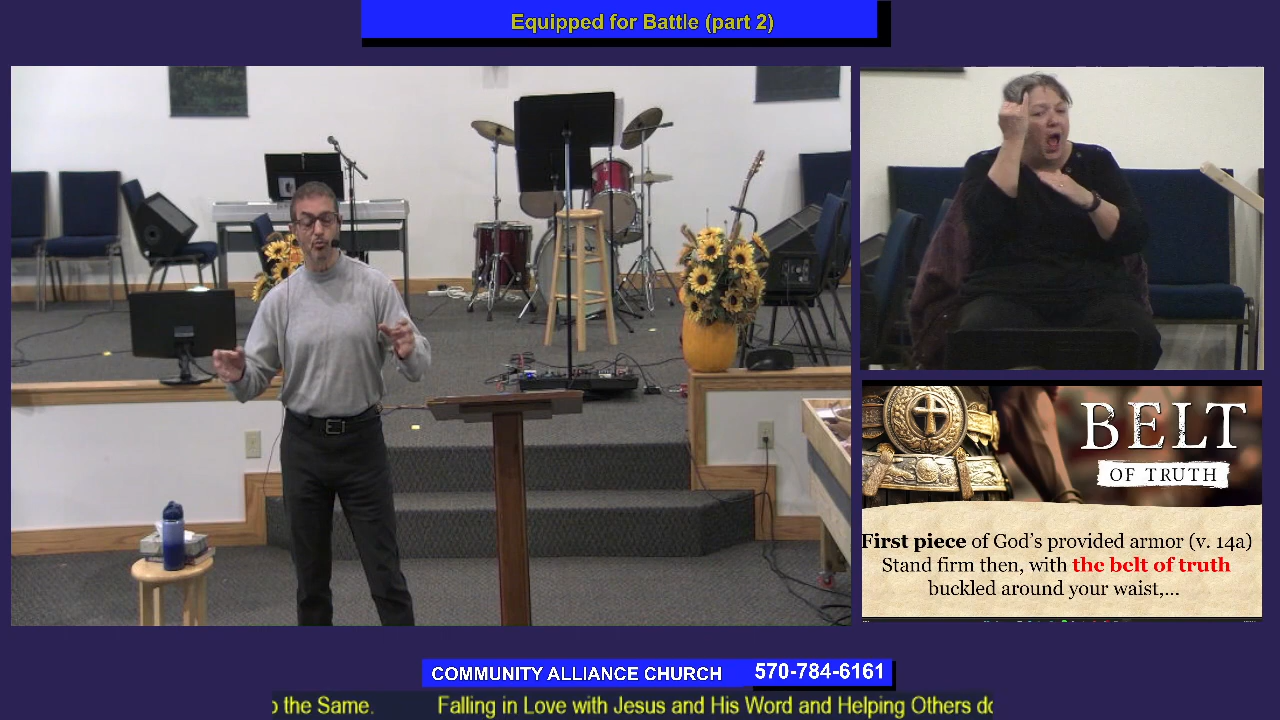 Equipped for Battle (part 2)
BELT
OF TRUTH
First piece of God's provided armor (v. 14a)
Stand firm then, with the belt of truth
buckled around your waist,...
COMMUNITY ALLIANCE CHURCH 570-784-6161
the Same. Falling in Love with Jesus and His Word and Helping Others